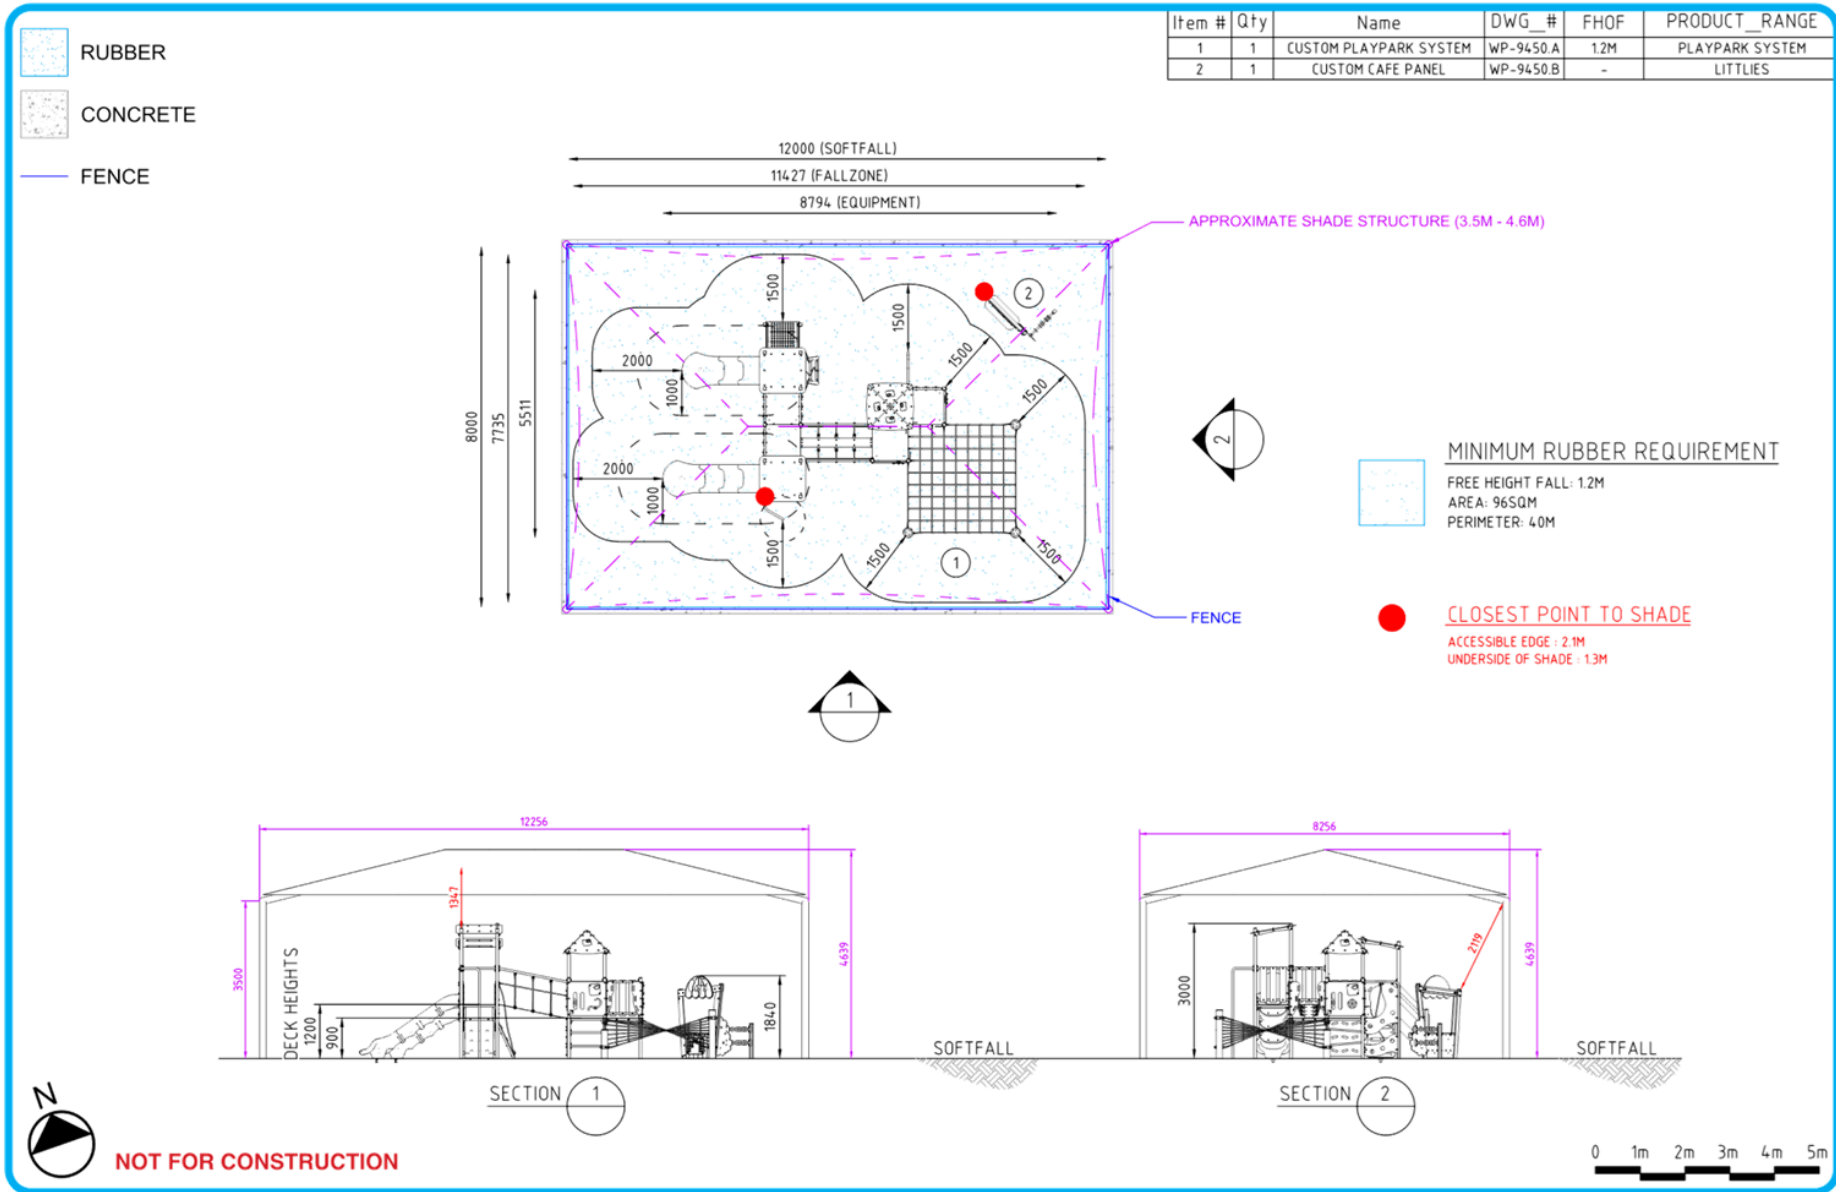 RUBBER
CONCRETE
FENCE
Item # Qty Name DWG_# FHOF PRODUCT_RANGE
1 1 CUSTOM PLAYPARK SYSTEM WP-9450.A 1.2M PLAYPARK SYSTEM
2 1 CUSTOM CAFE PANEL WP-9450.B - LITTLIES
12000 (SOFTFALL)
11427 (FALLZONE)
8794 (EQUIPMENT)
APPROXIMATE SHADE STRUCTURE (3.5M - 4.6M)
8000
7735
5511
1500
1500
2
1500
1500
2000
1000
2000
1000
1500
1500
1500
1
2
FENCE
MINIMUM RUBBER REQUIREMENT
FREE HEIGHT FALL: 1.2M
AREA: 96SQM
PERIMETER: 40M
CLOSEST POINT TO SHADE
ACCESSIBLE EDGE : 2.1M
UNDERSIDE OF SHADE : 1.3M
1
12256
1347
3500
DECK HEIGHTS
1200
900
1840
4639
SOFTFALL
SECTION 1
8256
3000
2119
4639
SOFTFALL
SECTION 2
N
NOT FOR CONSTRUCTION
0 1m 2m 3m 4m 5m